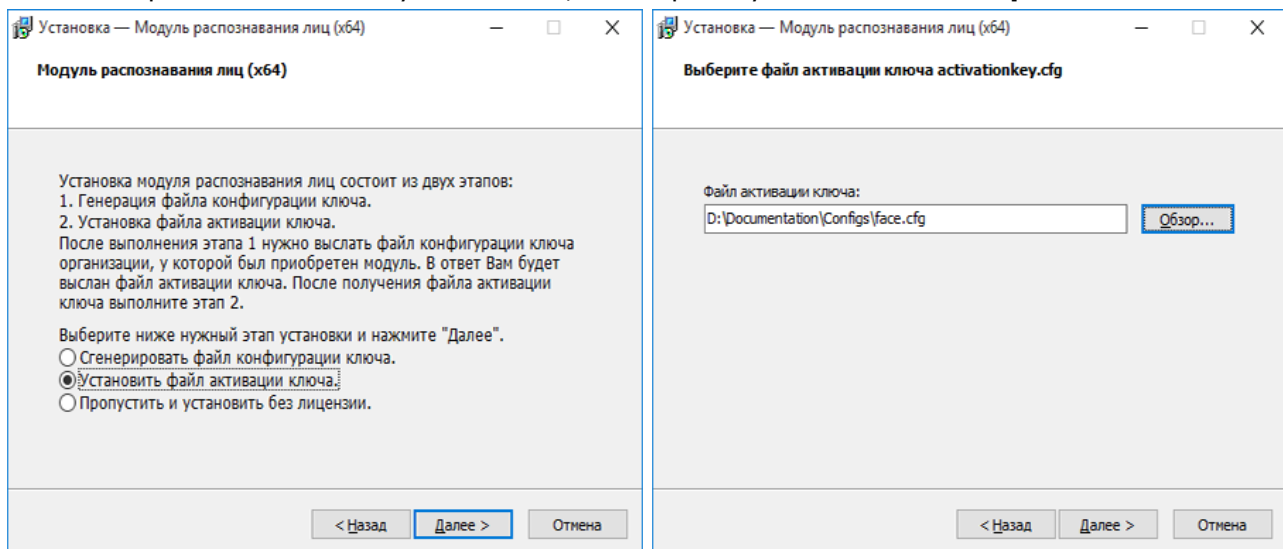 Установка — Модуль распознавания лиц (x64)
Модуль распознавания лиц (x64)
Установка модуля распознавания лиц состоит из двух этапов:
1. Генерация файла конфигурации ключа.
2. Установка файла активации ключа.
После выполнения этапа 1 нужно выслать файл конфигурации ключа
организации, у которой был приобретен модуль. В ответ Вам будет
выслан файл активации ключа. После получения файла активации
ключа выполните этап 2.
Выберите ниже нужный этап установки и нажмите "Далее".
Сгенерировать файл конфигурации ключа.
Установить файл активации ключа.
Пропустить и установить без лицензии.
< Назад
Далее >
Отмена
Установка — Модуль распознавания лиц (x64)
Выберите файл активации ключа activationkey.cfg
Файл активации ключа:
D:\Documentation\Configs\face.cfg
Обзор...
< Назад
Далее >
Отмена